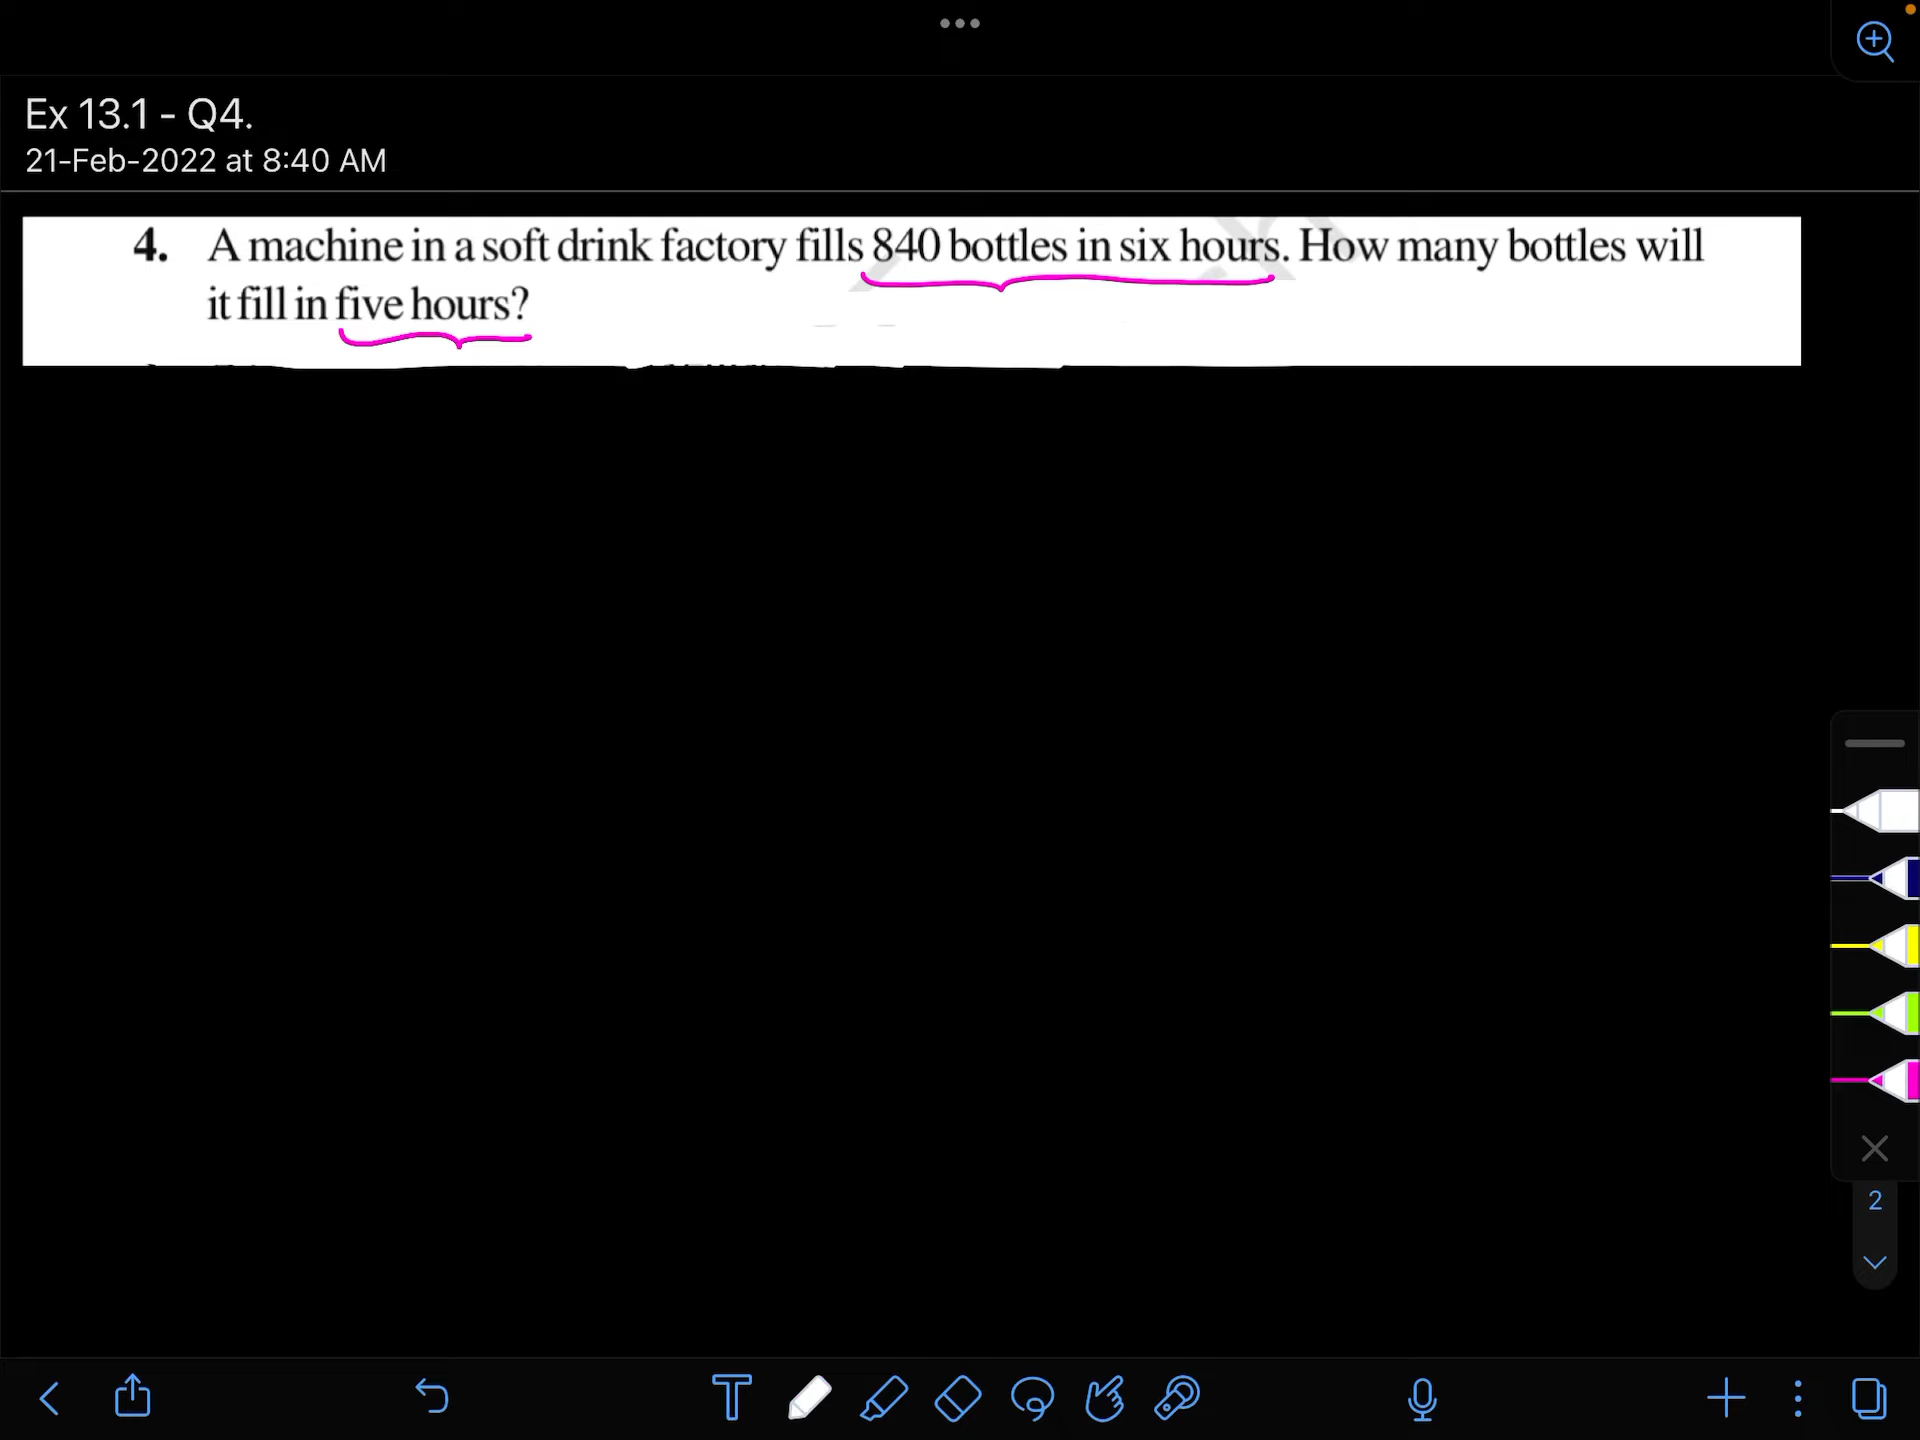 Ex 13.1 - Q4.
21-Feb-2022 at 8:40 AM
4. A machine in a soft drink factory fills 840 bottles in six hours. How many bottles will
it fill in five hours?
2